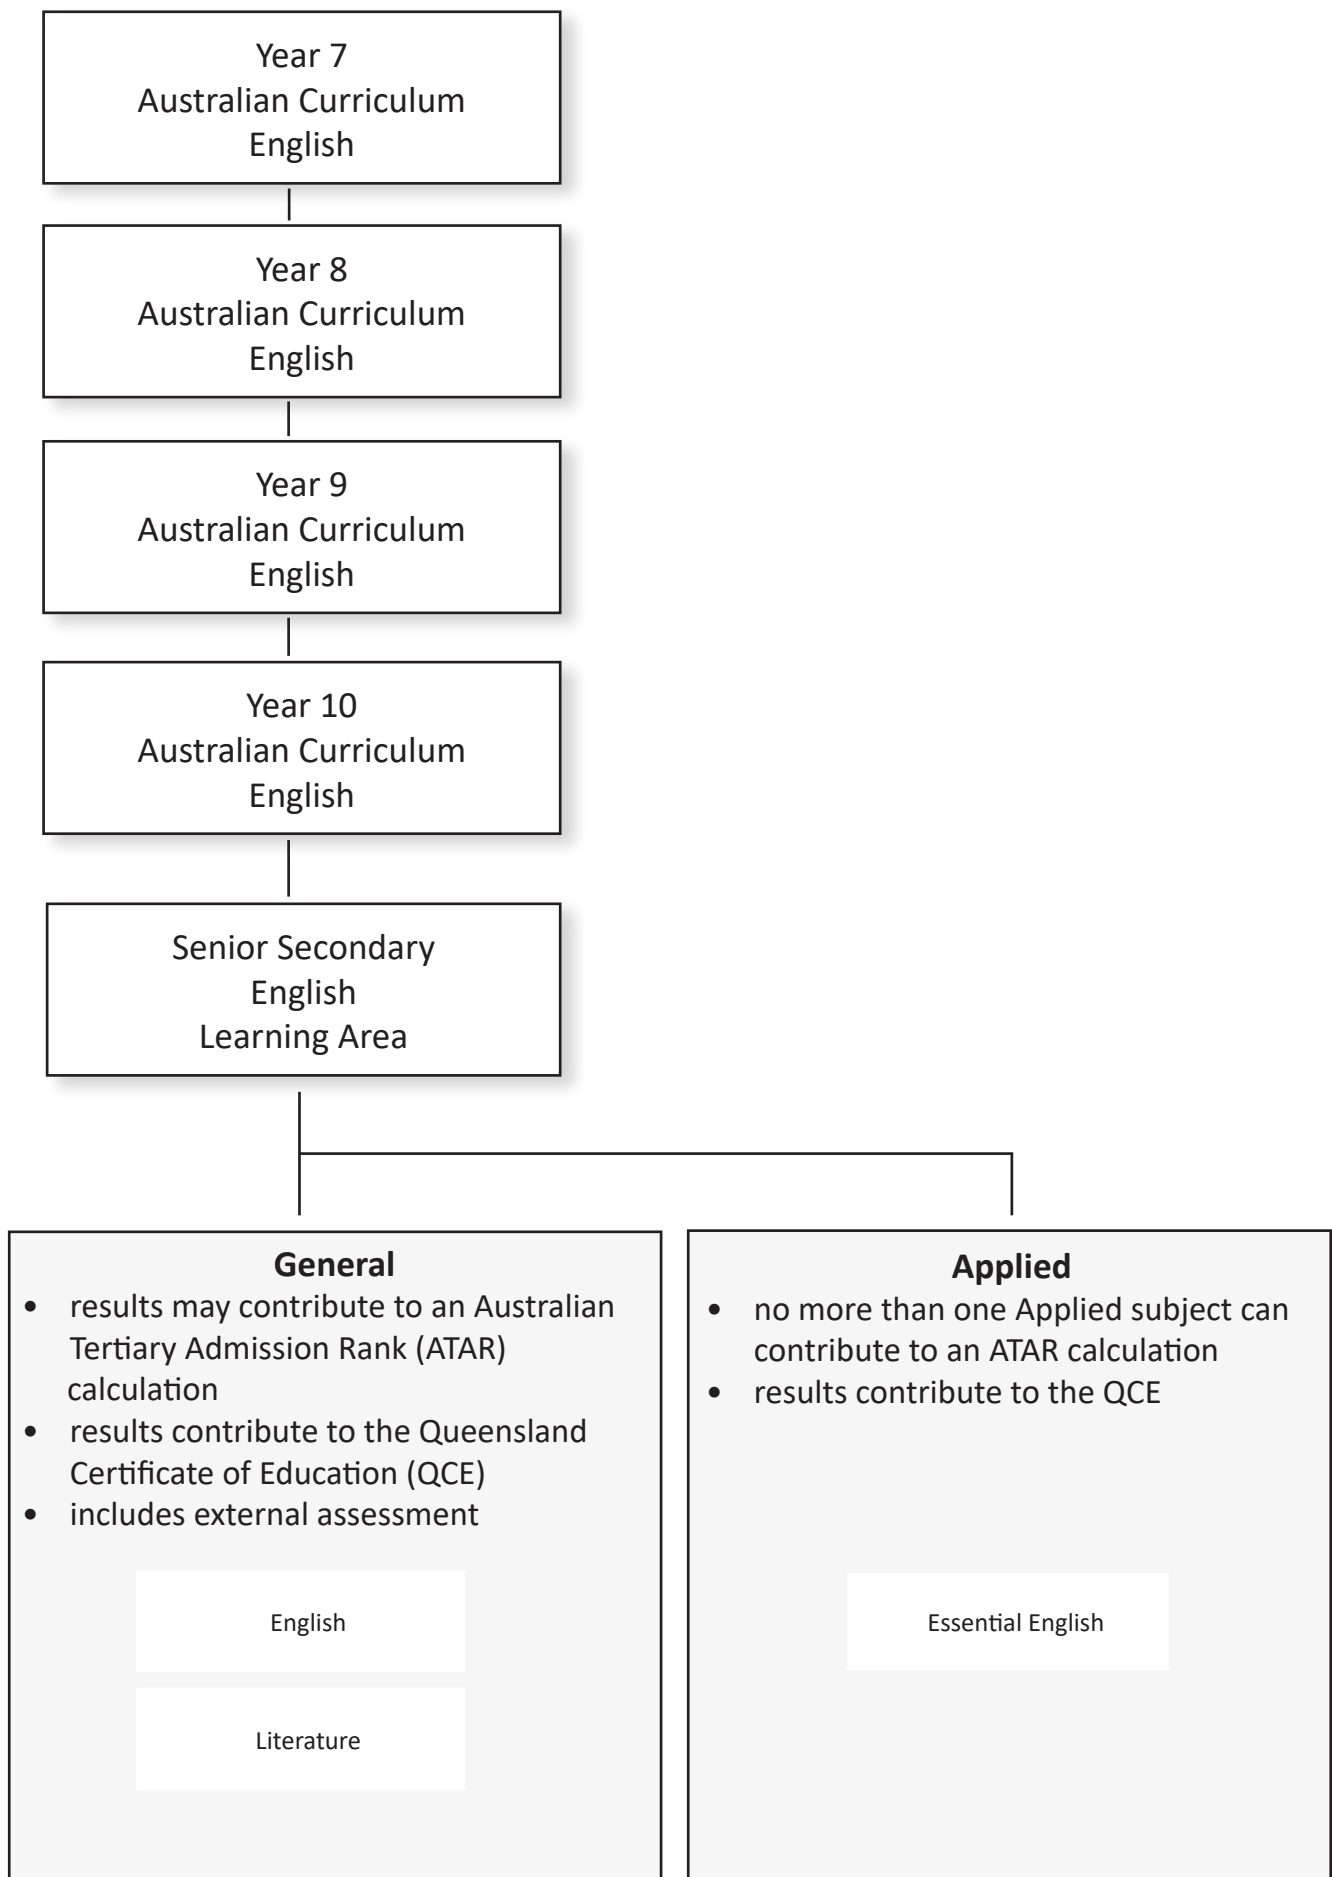 Year 7
Australian Curriculum
English
Year 8
Australian Curriculum
English
Year 9
Australian Curriculum
English
Year 10
Australian Curriculum
English
Senior Secondary
English
Learning Area
General
• results may contribute to an Australian
Tertiary Admission Rank (ATAR)
calculation
• results contribute to the Queensland
Certificate of Education (QCE)
• includes external assessment
English
Literature
Applied
• no more than one Applied subject can
contribute to an ATAR calculation
• results contribute to the QCE
Essential English